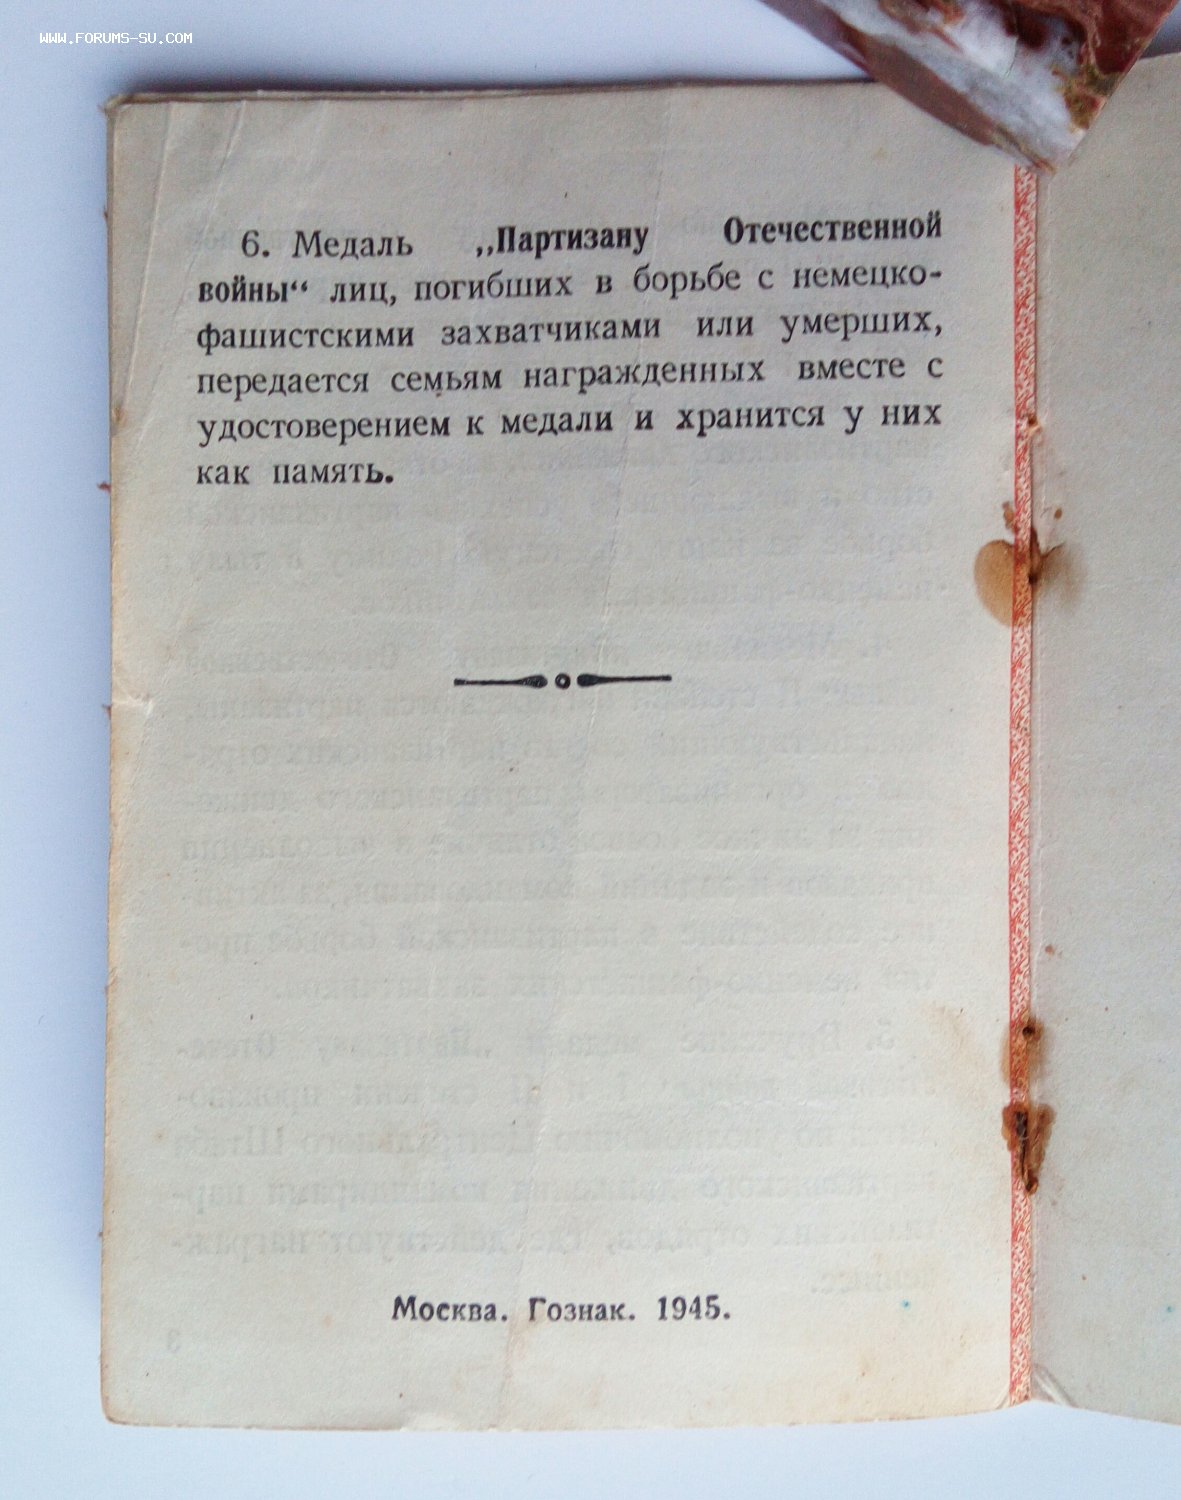 WWW.FORUMS-SU.COM
6. Медаль „Партизану Отечественной
войны“ лиц, погибших в борьбе с немецко-
фашистскими захватчиками или умерших,
передается семьям награжденных вместе с
удостоверением к медали и хранится у них
как память.
Москва. Гознак. 1945.